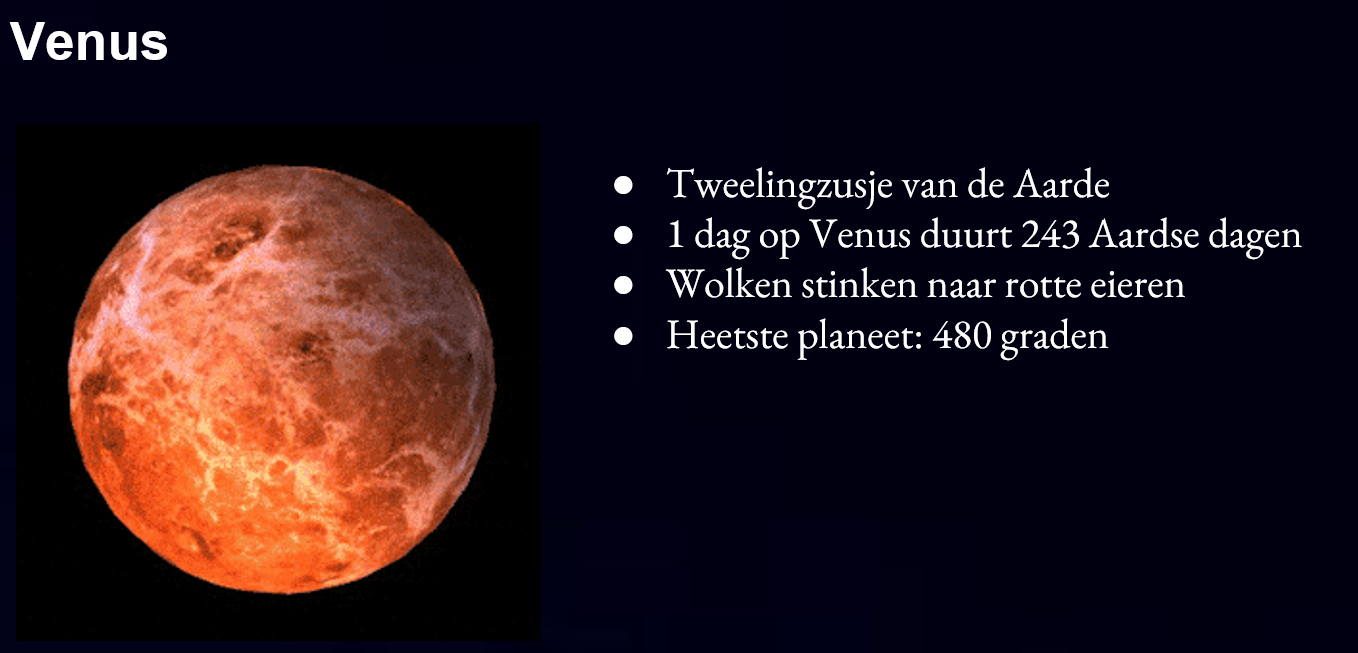 Venus
● Tweelingzusje van de Aarde
● 1 dag op Venus duurt 243 Aardse dagen
● Wolken stinken naar rotte eieren
● Heetste planeet: 480 graden